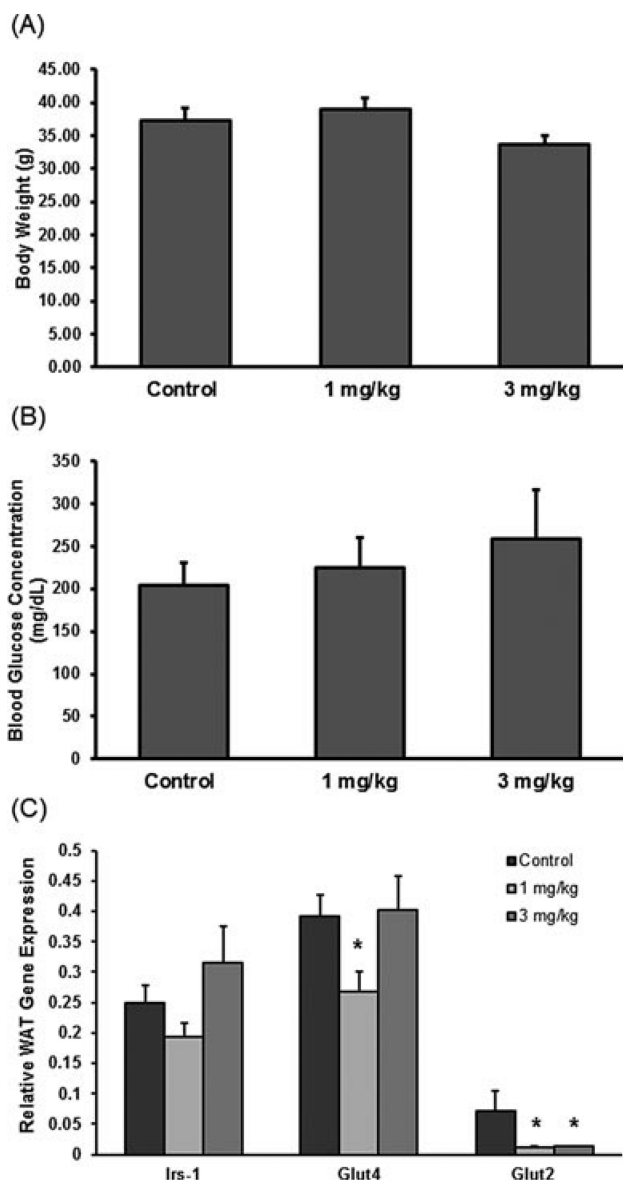 (A)
Body Weight (g)
45.00
40.00
35.00
30.00
25.00
20.00
15.00
10.00
5.00
0.00
Control 1 mg/kg 3 mg/kg
(B)
Blood Glucose Concentration
(mg/dL)
350
300
250
200
150
100
50
0
Control 1 mg/kg 3 mg/kg
(C)
Relative WAT Gene Expression
0.5
0.45
0.4
0.35
0.3
0.25
0.2
0.15
0.1
0.05
0
Control
1 mg/kg
3 mg/kg
*
* *
Irs-1 Glut4 Glut2